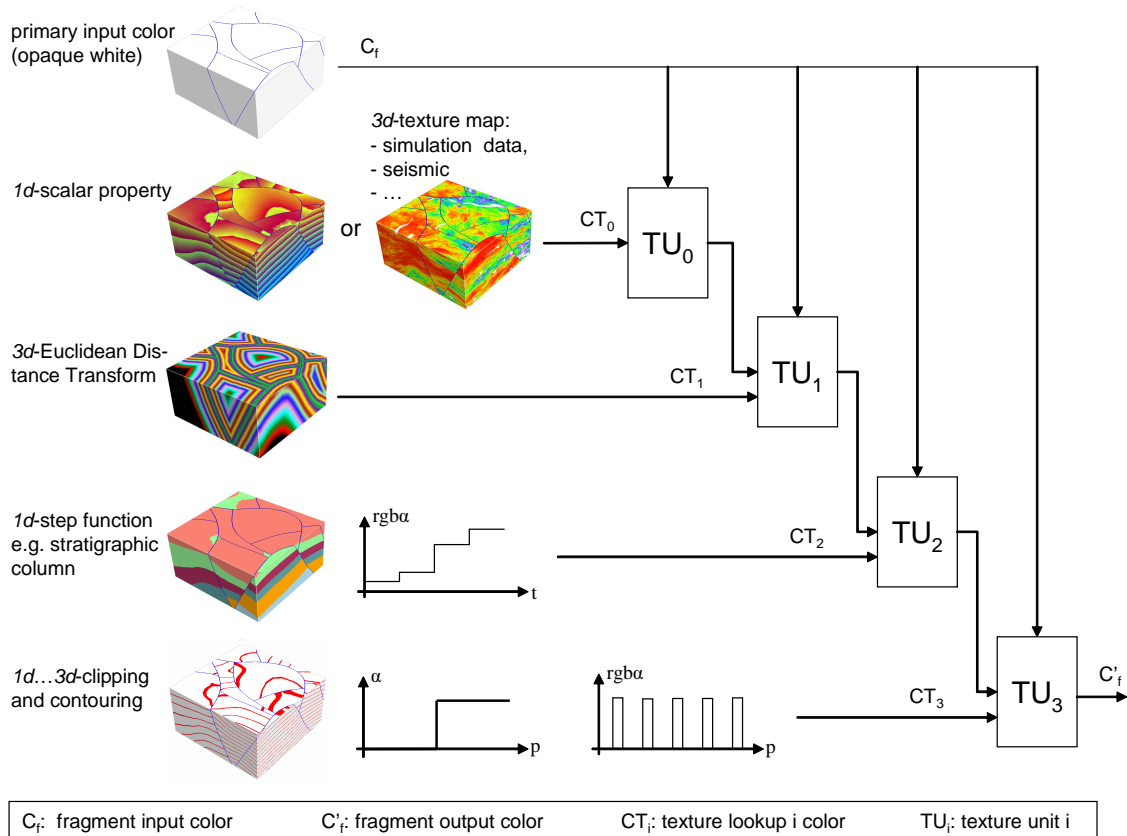 primary input color
(opaque white)
C_f
3d-texture map:
- simulation data,
- seismic
- …
1d-scalar property
or
CT_0
TU_0
3d-Euclidean Dis-
tance Transform
CT_1
TU_1
1d-step function
e.g. stratigraphic
column
rgbα
t
CT_2
TU_2
1d…3d-clipping
and contouring
α
p
rgbα
p
CT_3
TU_3
C'_f
C_f: fragment input color C'_f: fragment output color CT_i: texture lookup i color TU_i: texture unit i